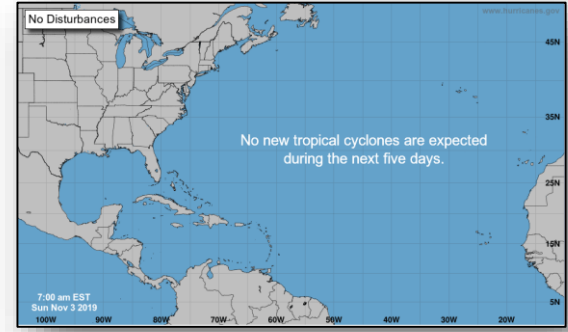 No Disturbances
www.hurricanes.gov
45N
35N
No new tropical cyclones are expected
during the next five days.
25N
15N
7:00 am EST
Sun Nov 3 2019
5N
100W 90W 80W 70W 60W 50W 40W 30W 20W